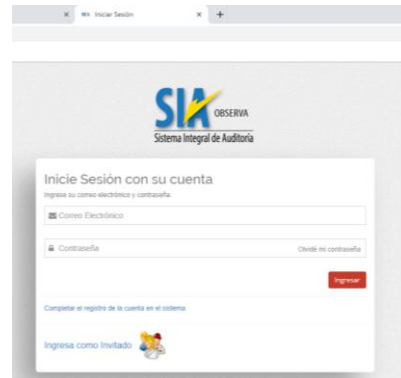 Iniciar Sesión
SIA OBSERVA
Sistema Integral de Auditoria
Inicie Sesión con su cuenta
Ingrese su correo electrónico y contraseña
Correo Electrónico
Contraseña Olvidé mi contraseña
Ingresar
Completar el registro de la cuenta en el sistema
Ingresa como Invitado